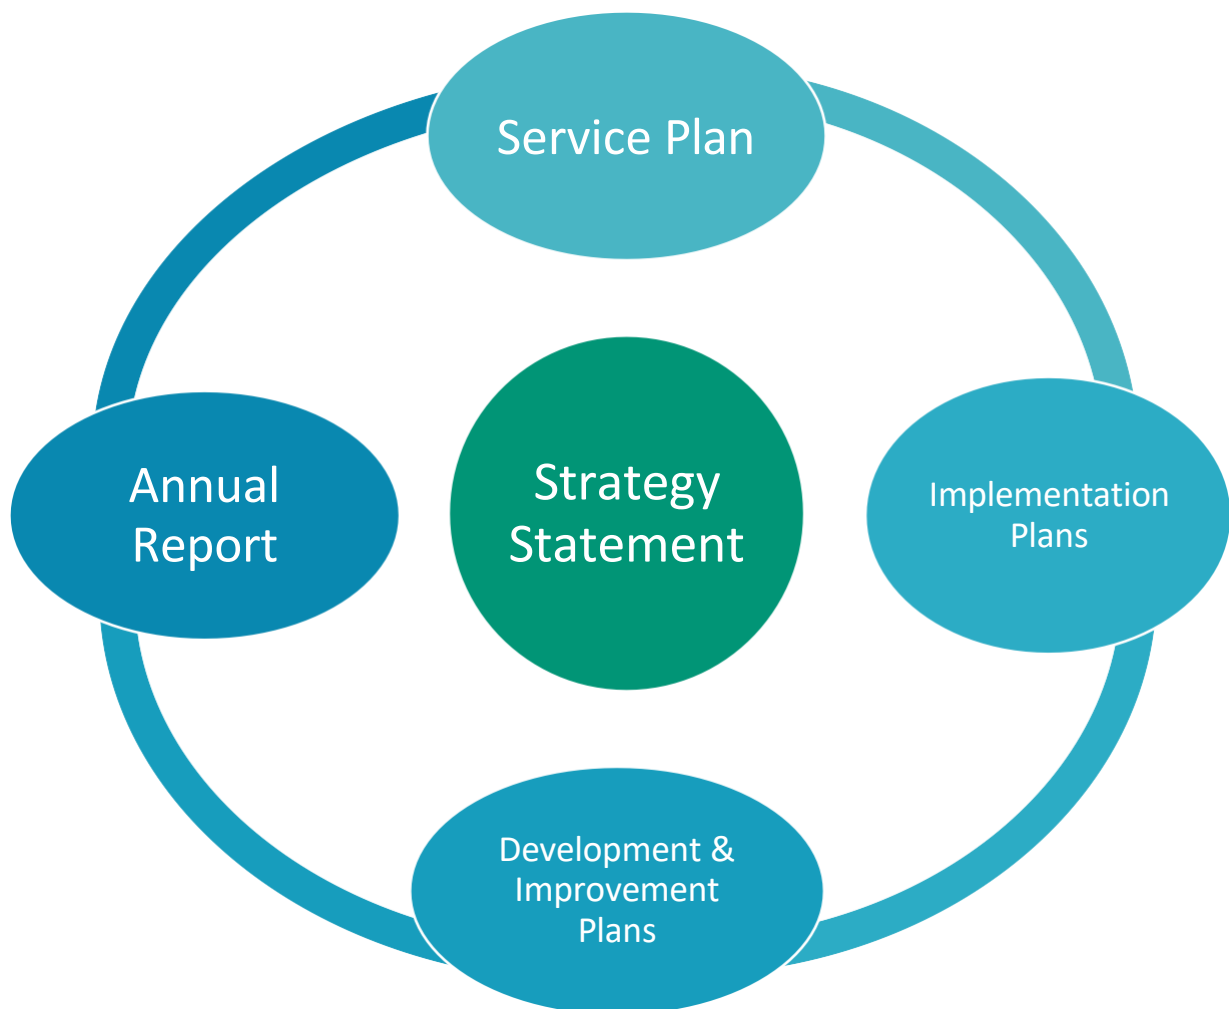 Service Plan
Annual
Report
Strategy
Statement
Implementation
Plans
Development &
Improvement
Plans